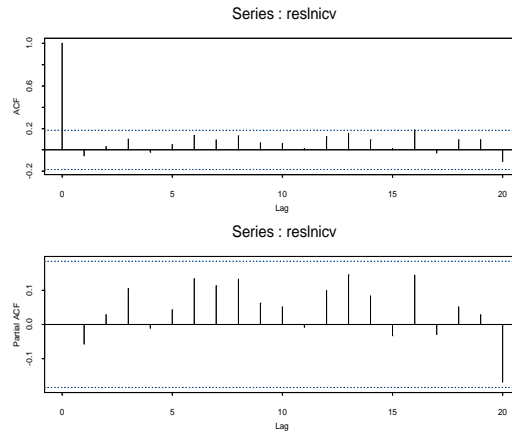 Series : reslnicv
ACF
1.0
0.6
0.2
-0.2
0 5 10 15 20
Lag
Series : reslnicv
Partial ACF
0.1
0.0
-0.1
0 5 10 15 20
Lag